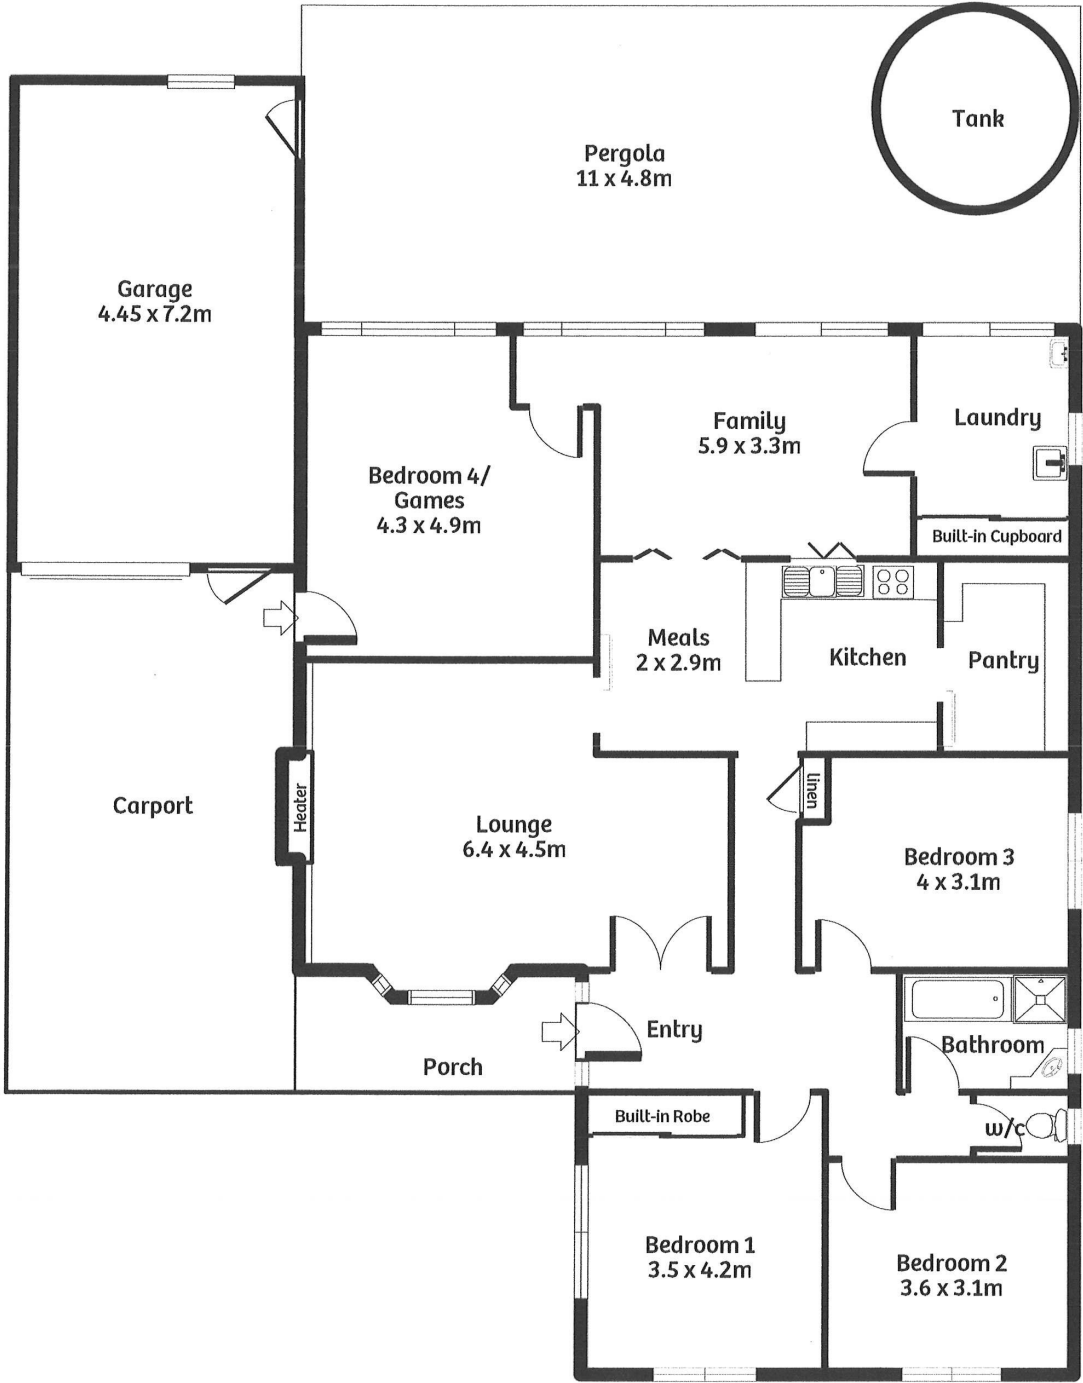 Tank
Pergola
11 x 4.8m
Garage
4.45 x 7.2m
Family
5.9 x 3.3m
Laundry
Bedroom 4/
Games
4.3 x 4.9m
Built-in Cupboard
Meals
2 x 2.9m
Kitchen
Pantry
Carport
Heater
Lounge
6.4 x 4.5m
Linen
Bedroom 3
4 x 3.1m
Entry
Bathroom
Porch
Built-in Robe
w/c
Bedroom 1
3.5 x 4.2m
Bedroom 2
3.6 x 3.1m